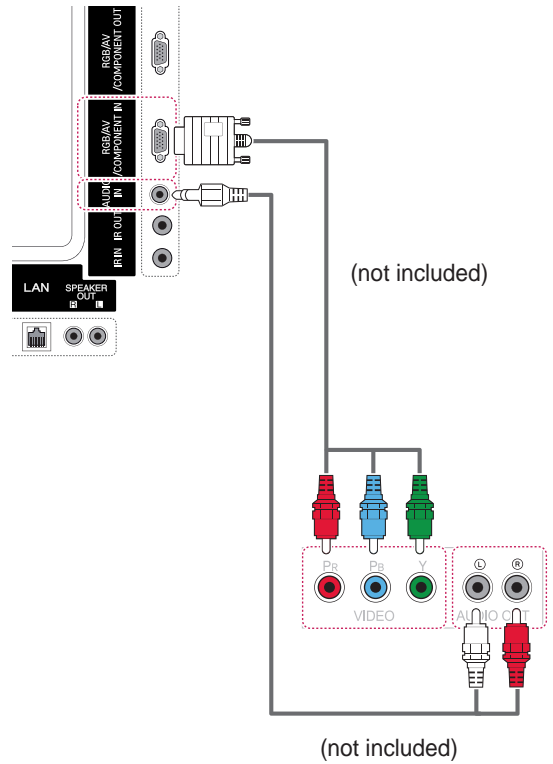 RGB/AV
/COMPONENT OUT
RGB/AV
/COMPONENT IN
AUDIO
IN
IR OUT
IR IN
LAN
SPEAKER
OUT
R L
(not included)
PR PB Y
VIDEO
L R
AUDIO OUT
(not included)